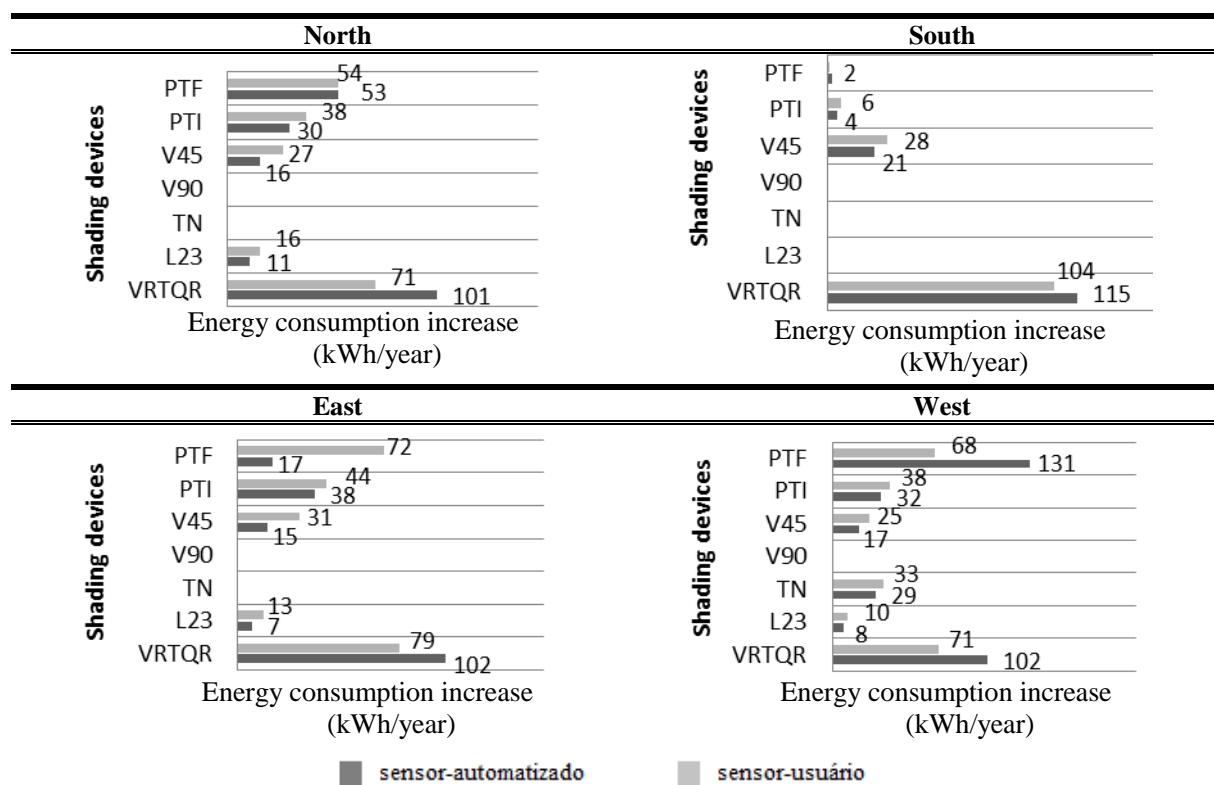 North
South
Shading devices
PTF
54
53
PTI
38
30
V45
27
16
V90
TN
L23
16
11
VRTQR
71
101
Energy consumption increase
(kWh/year)
Shading devices
PTF
2
PTI
6
4
V45
28
21
V90
TN
L23
VRTQR
104
115
Energy consumption increase
(kWh/year)
East
West
Shading devices
PTF
72
17
PTI
44
38
V45
31
15
V90
TN
L23
13
7
VRTQR
79
102
Energy consumption increase
(kWh/year)
Shading devices
PTF
68
131
PTI
38
32
V45
25
17
V90
TN
33
29
L23
10
8
VRTQR
71
102
Energy consumption increase
(kWh/year)
sensor-automatizado
sensor-usuário